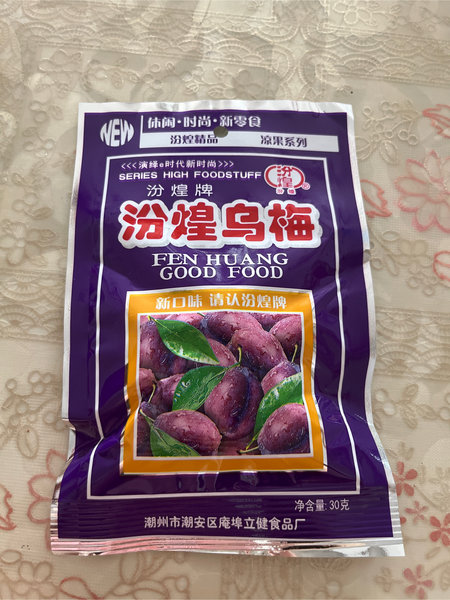 NEW
休闲·时尚·新零食
汾煌精品 凉果系列
<<<演绎e时代新时尚>>>
SERIES HIGH FOODSTUFF
汾煌
汾煌牌
汾煌乌梅
FEN HUANG
GOOD FOOD
新口味 请认汾煌牌
净含量:30克
潮州市潮安区庵埠立健食品厂